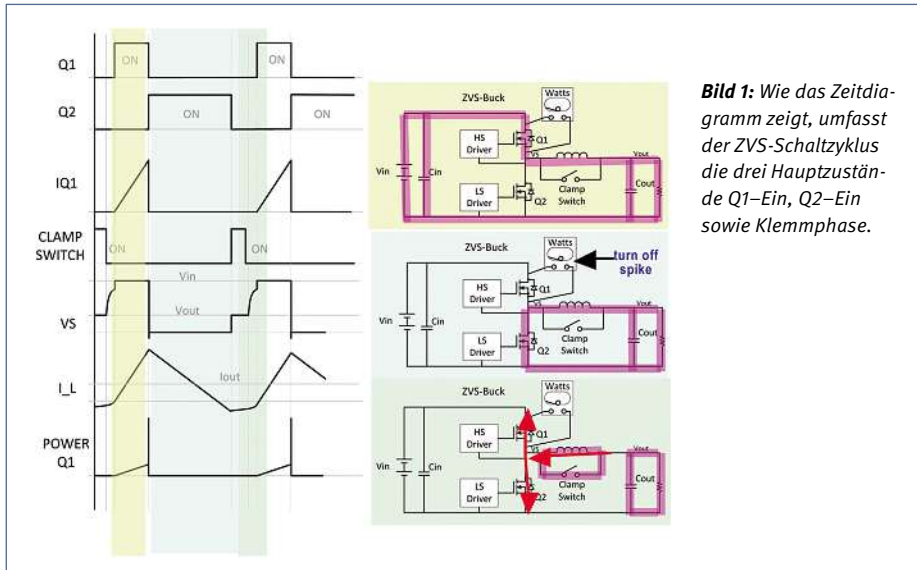 Q1
ON
ON
Q2
ON
ON
IQ1
CLAMP
SWITCH
ON
ON
Vin
Vout
VS
Iout
I_L
POWER
Q1
ZVS-Buck
Watts
HS
Driver
Q1
VS
Vout
Vin
Cin
LS
Driver
Q2
Clamp
Switch
Cout
ZVS-Buck
Watts
turn off
spike
HS
Driver
Q1
VS
Vout
Vin
Cin
LS
Driver
Q2
Clamp
Switch
Cout
ZVS-Buck
Watts
HS
Driver
Q1
VS
Vout
Vin
Cin
LS
Driver
Q2
Clamp
Switch
Cout
Bild 1: Wie das Zeitdia-
gramm zeigt, umfasst
der ZVS-Schaltzyklus
die drei Hauptzustän-
de Q1–Ein, Q2–Ein
sowie Klemmphase.